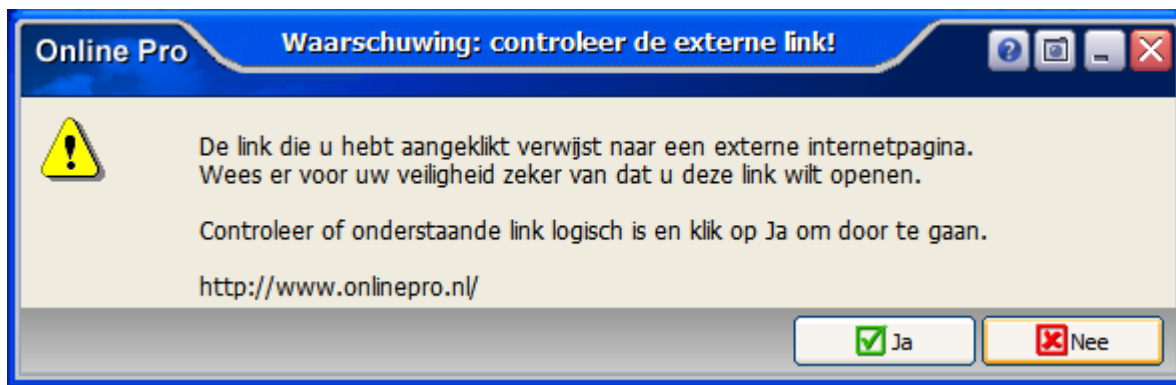 Online Pro
Waarschuwing: controleer de externe link!
De link die u hebt aangeklikt verwijst naar een externe internetpagina.
Wees er voor uw veiligheid zeker van dat u deze link wilt openen.
Controleer of onderstaande link logisch is en klik op Ja om door te gaan.
http://www.onlinepro.nl/
Ja
Nee